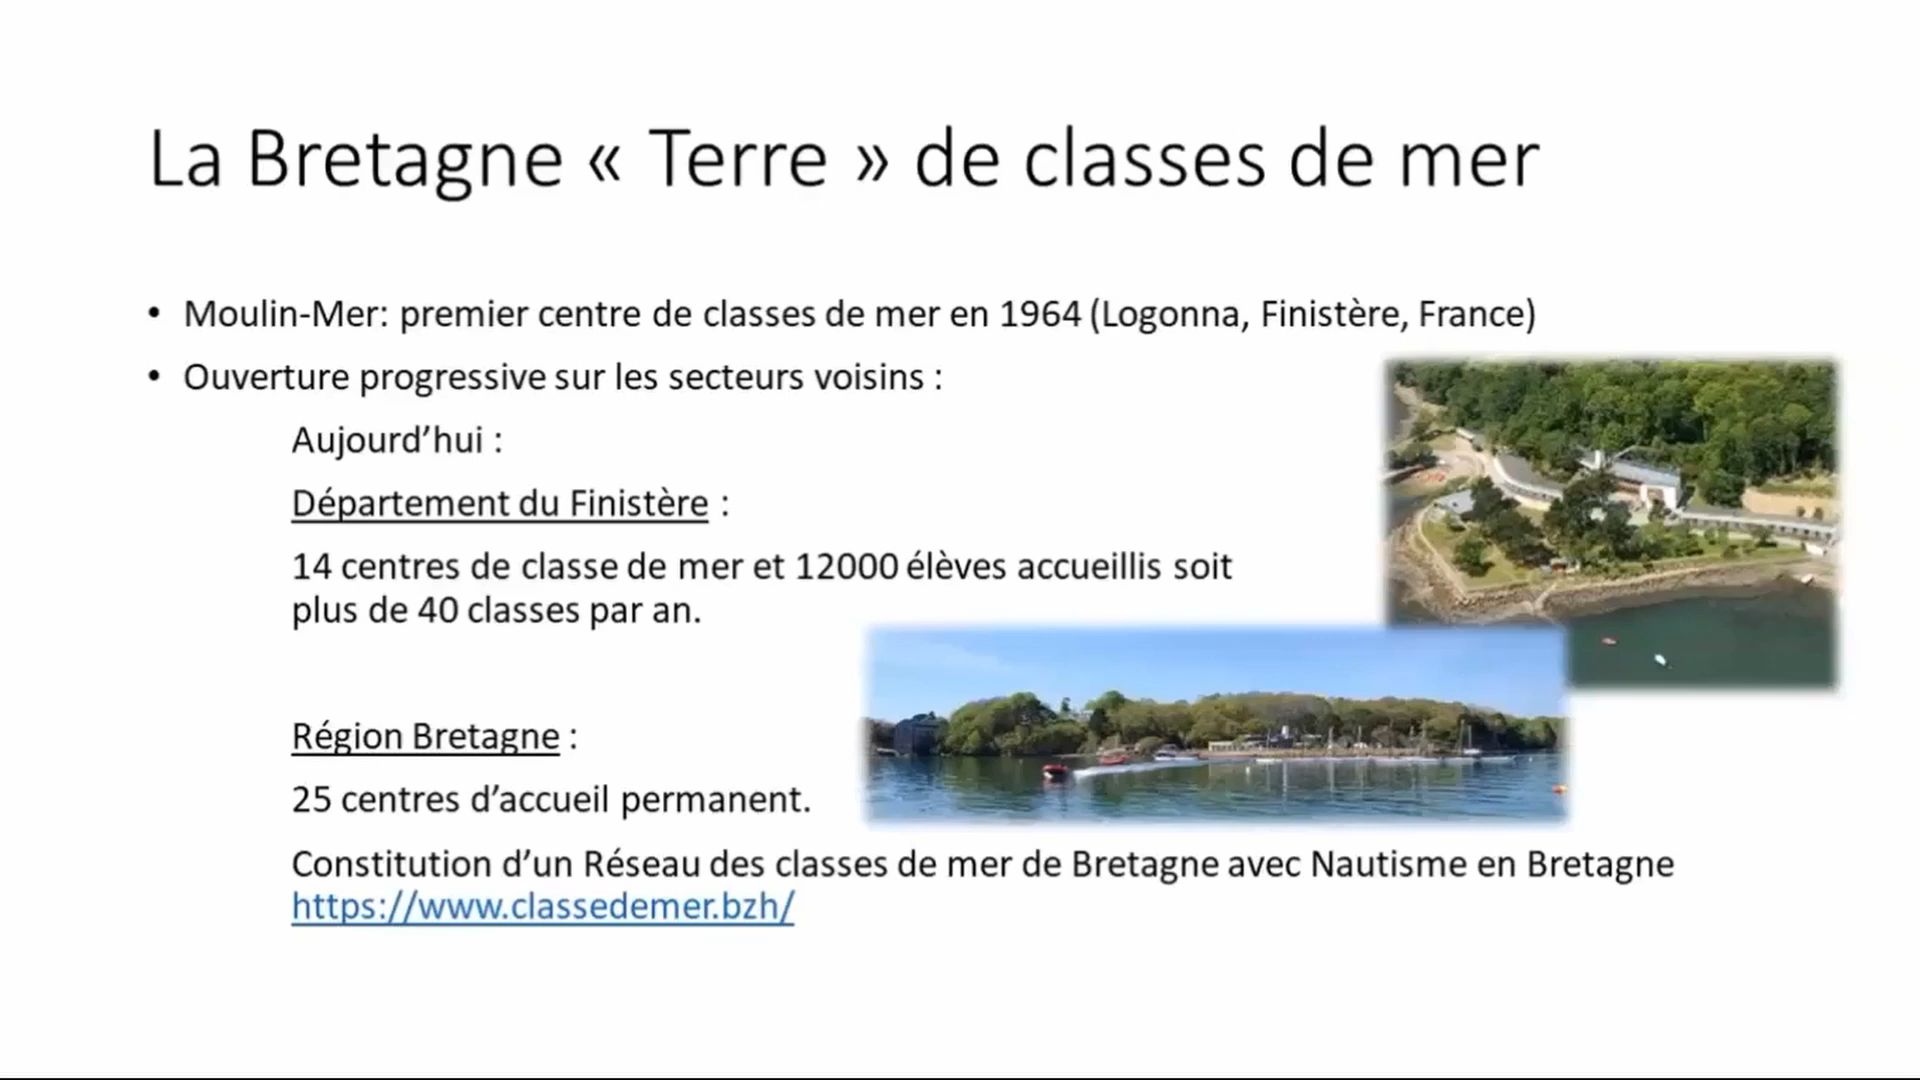 La Bretagne « Terre » de classes de mer
• Moulin-Mer: premier centre de classes de mer en 1964 (Logonna, Finistère, France)
• Ouverture progressive sur les secteurs voisins :
Aujourd’hui :
Département du Finistère :
14 centres de classe de mer et 12000 élèves accueillis soit
plus de 40 classes par an.
Région Bretagne :
25 centres d’accueil permanent.
Constitution d’un Réseau des classes de mer de Bretagne avec Nautisme en Bretagne
https://www.classedemer.bzh/